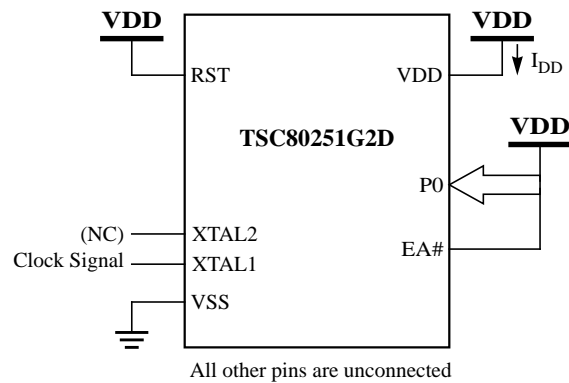 VDD
VDD
RST
VDD
I_DD
TSC80251G2D
VDD
P0
(NC)
XTAL2
EA#
Clock Signal
XTAL1
VSS
All other pins are unconnected